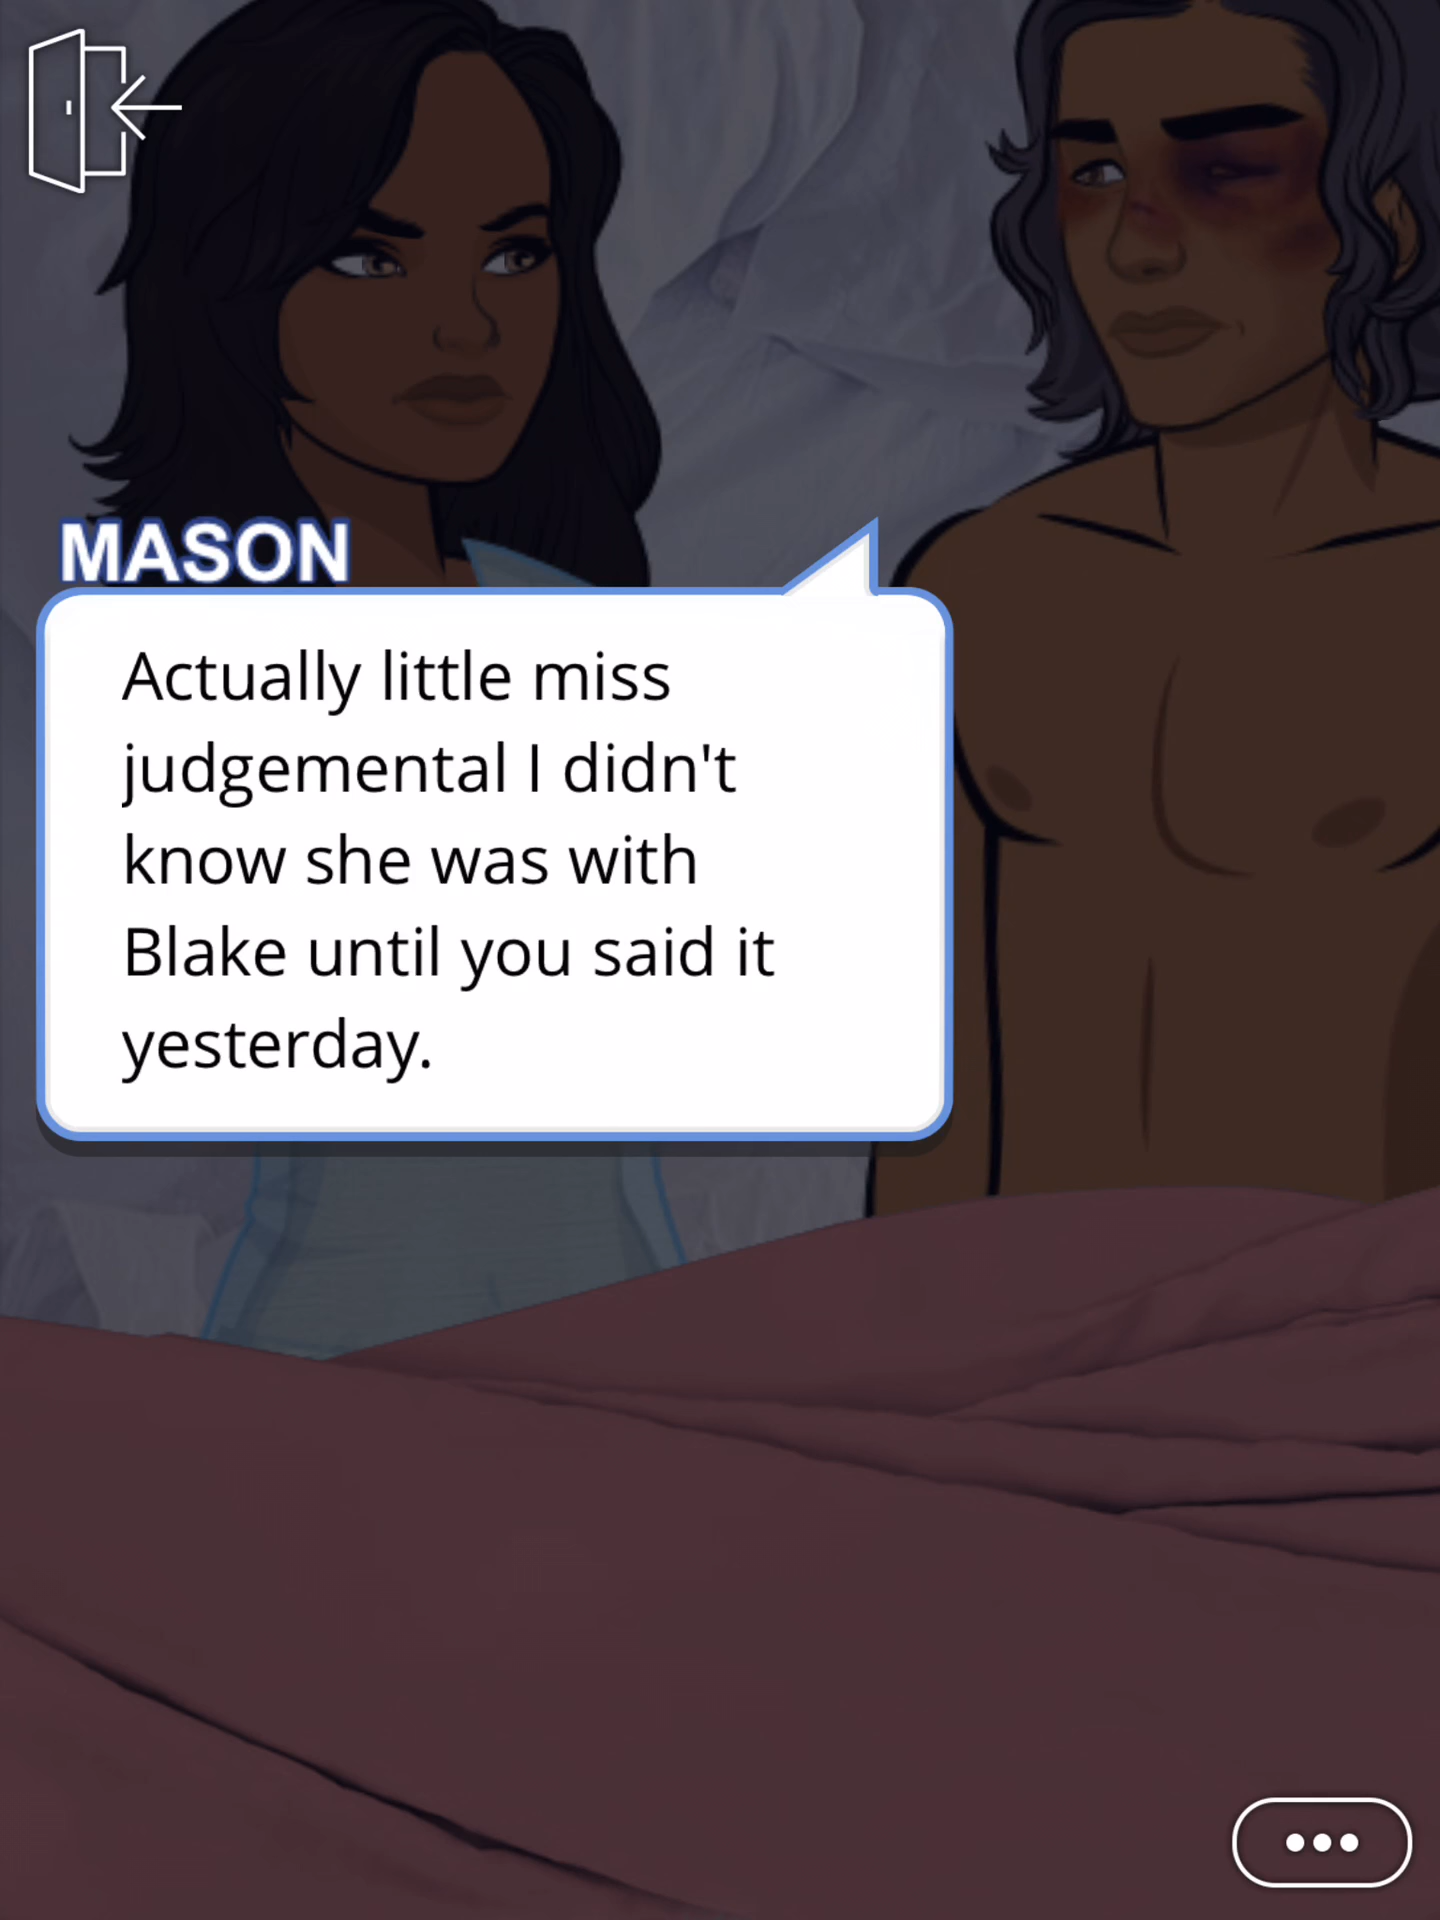 MASON
Actually little miss
judgemental I didn't
know she was with
Blake until you said it
yesterday.